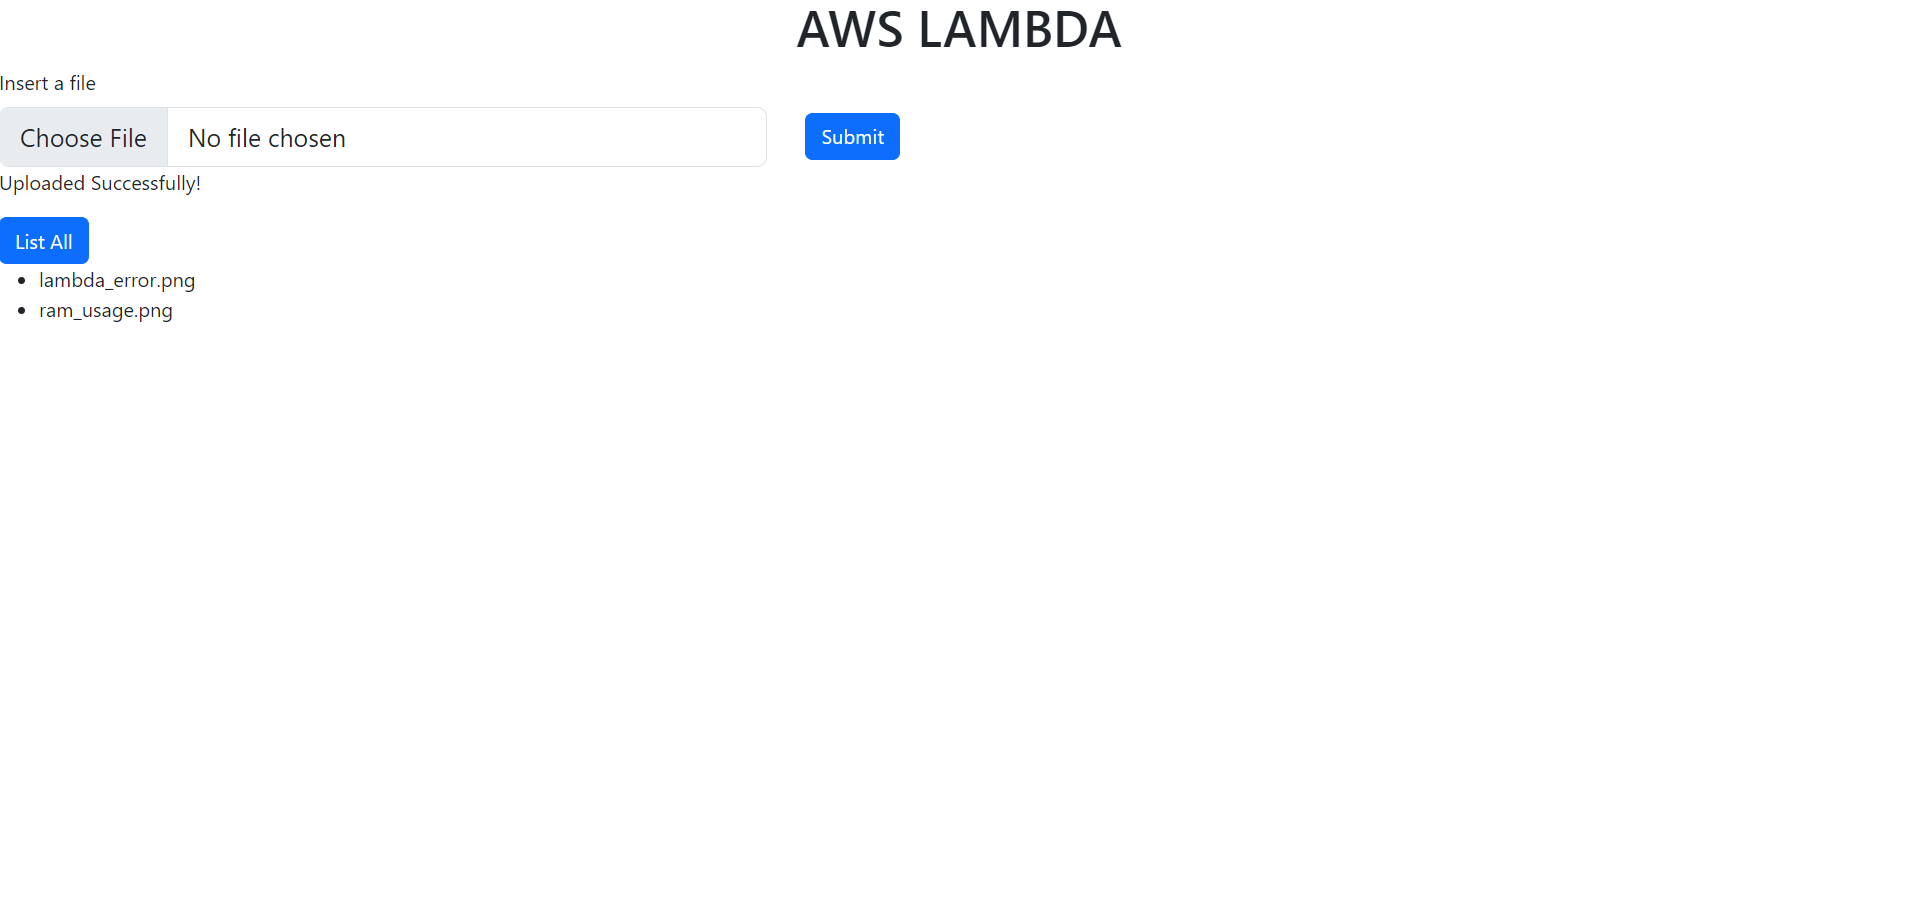 AWS LAMBDA
Insert a file
Choose File No file chosen Submit
Uploaded Successfully!
List All
lambda_error.png
ram_usage.png